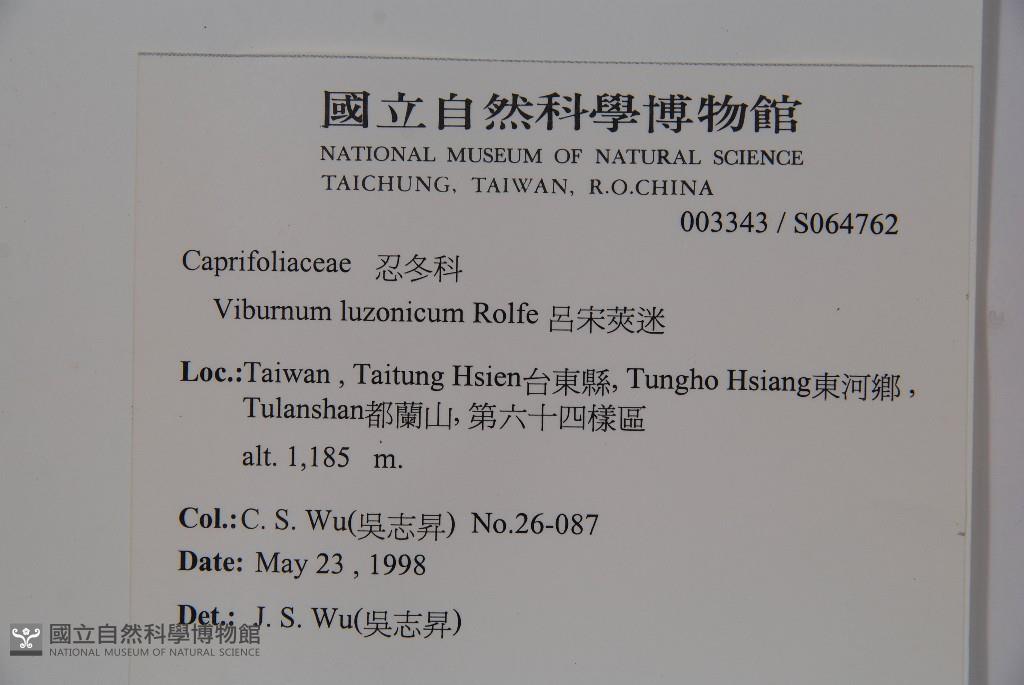 國立自然科學博物館
NATIONAL MUSEUM OF NATURAL SCIENCE
TAICHUNG, TAIWAN, R.O.CHINA
003343 / S064762
Caprifoliaceae 忍冬科
Viburnum luzonicum Rolfe 呂宋莢迷
Loc.:Taiwan , Taitung Hsien台東縣, Tungho Hsiang東河鄉 ,
Tulanshan都蘭山, 第六十四樣區
alt. 1,185 m.
Col.:C. S. Wu(吳志昇) No.26-087
Date: May 23 , 1998
Det.: J. S. Wu(吳志昇)
國立自然科學博物館
NATIONAL MUSEUM OF NATURAL SCIENCE